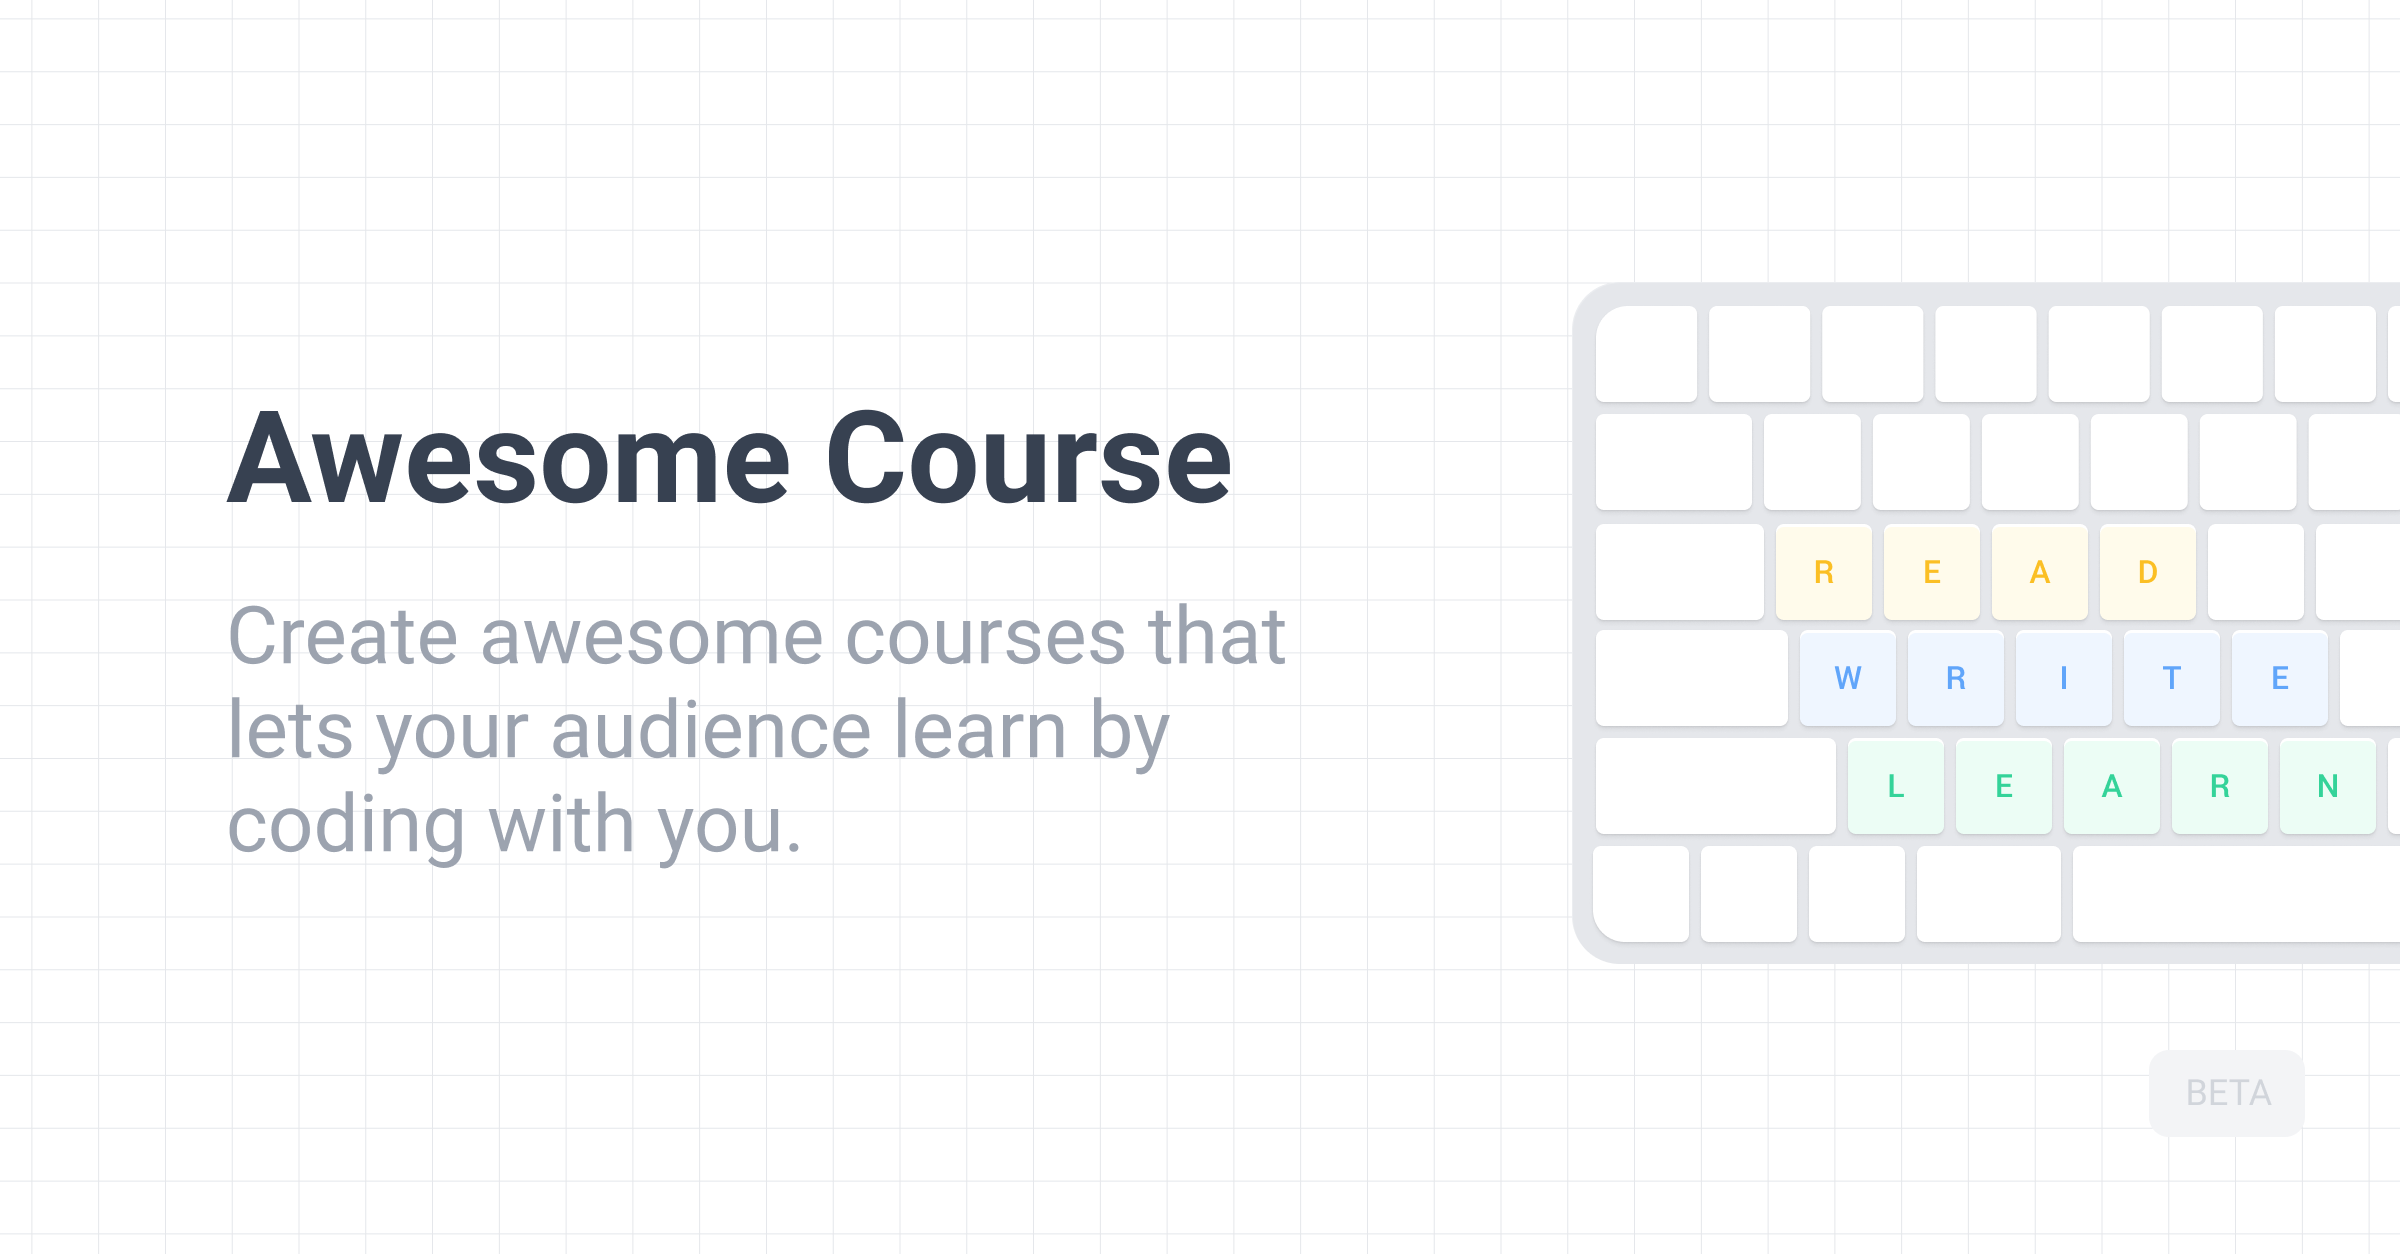 Awesome Course
Create awesome courses that
lets your audience learn by
coding with you.
R E A D
W R I T E
L E A R N
BETA